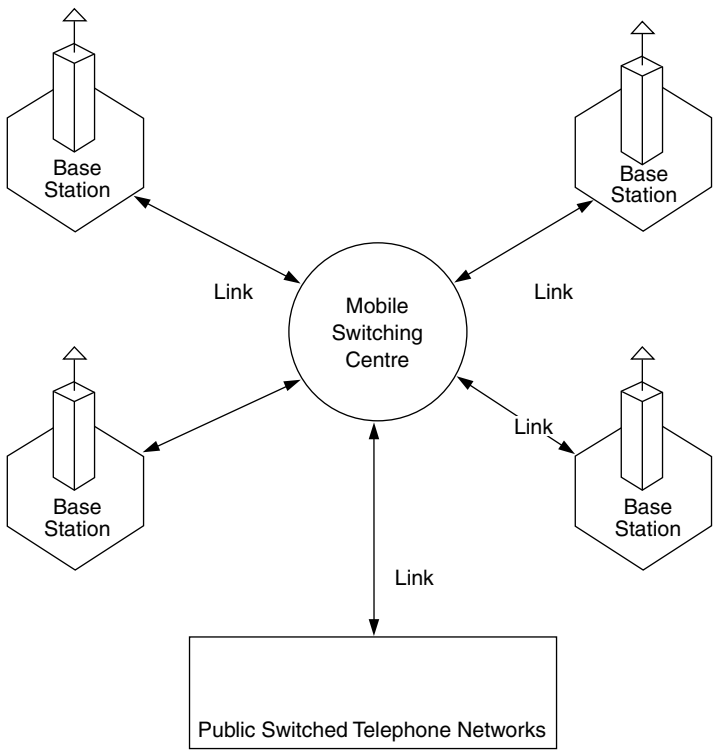 Base
Station
Base
Station
Link
Link
Mobile
Switching
Centre
Link
Base
Station
Base
Station
Link
Public Switched Telephone Networks